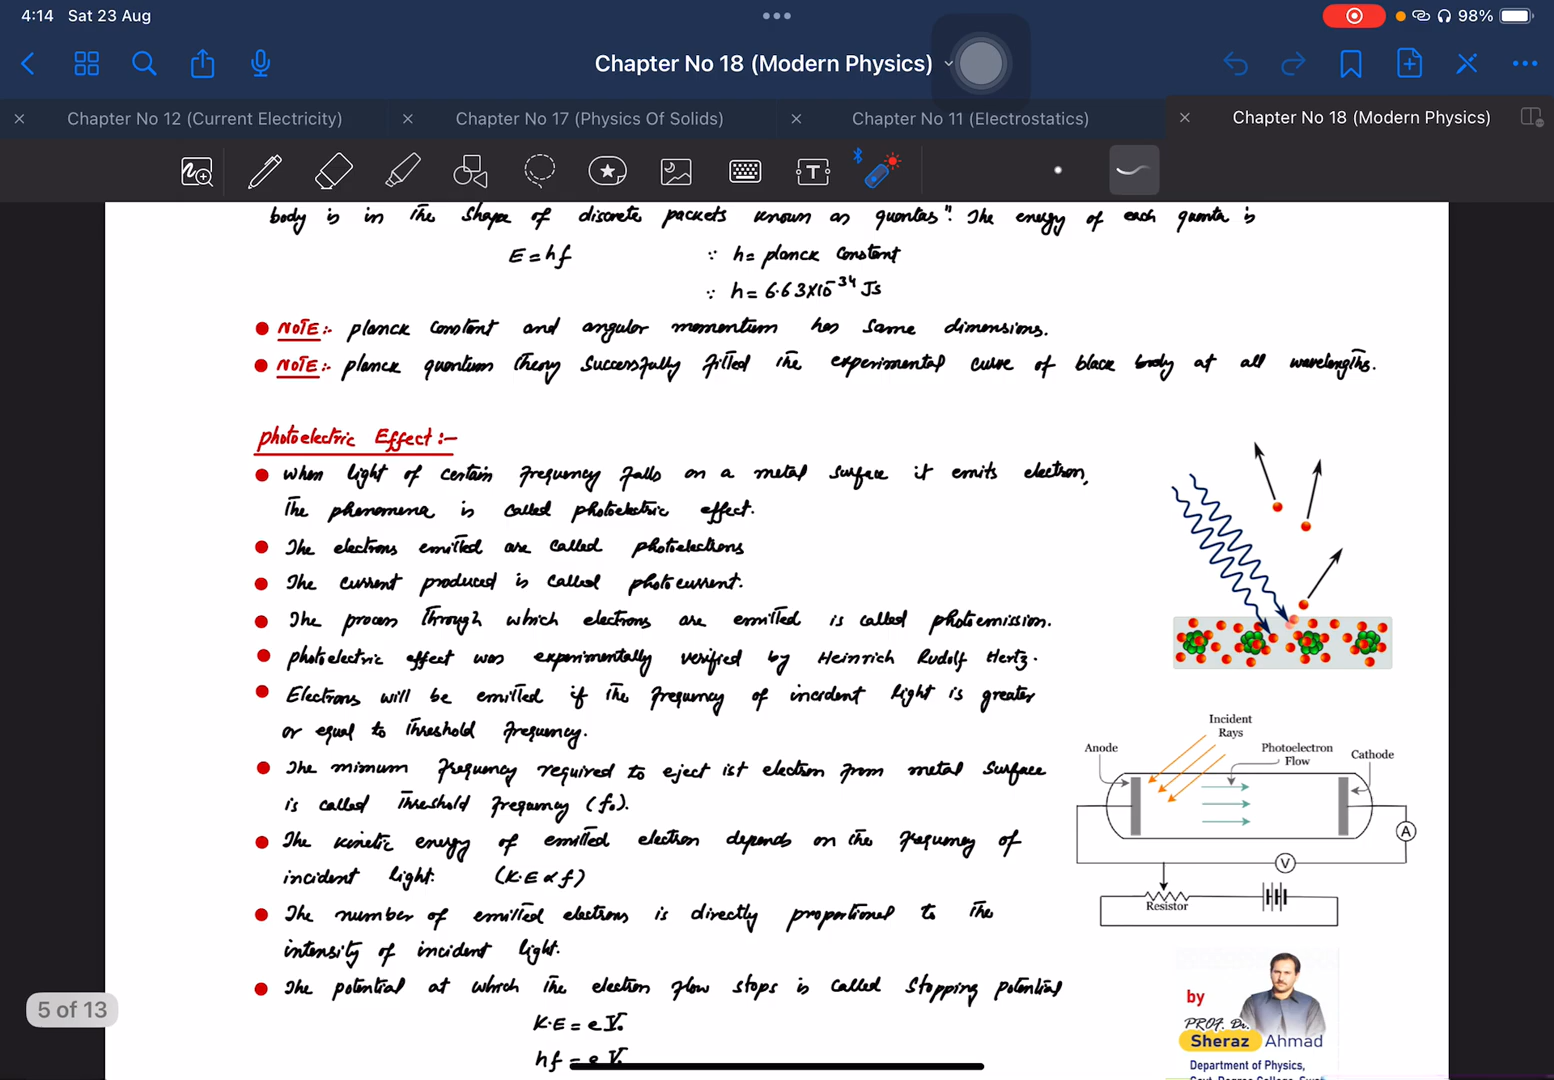 4:14 Sat 23 Aug
98%
Chapter No 18 (Modern Physics)
Chapter No 12 (Current Electricity)
Chapter No 17 (Physics Of Solids)
Chapter No 11 (Electrostatics)
Chapter No 18 (Modern Physics)
body is in the shape of discrete packets known as quantas". The energy of each quanta is
E = hf ∵ h = planck constant
∵ h = 6.63×10⁻³⁴ Js
NOTE:- planck constant and angular momentum has same dimensions.
NOTE:- planck quantum theory successfully fitted the experimental curve of black body at all wavelengths.
photoelectric Effect:-
when light of certain frequency falls on a metal surface it emits electron,
The phenomena is called photoelectric effect.
The electrons emitted are called photoelectrons
The current produced is called photocurrent.
The process through which electrons are emitted is called photoemission.
photoelectric effect was experimentally verified by Heinrich Rudolf Hertz.
Electrons will be emitted if the frequency of incident light is greater
or equal to threshold frequency.
The mimum frequency required to eject ist electron from metal surface
is called threshold frequency (f₀).
The kinetic energy of emitted electron depends on the frequency of
incident light. (K.E ∝ f)
The number of emitted electrons is directly proportional to the
intensity of incident light.
The potential at which the electron flow stops is called stopping potential
K.E = eV₀
hf = eV₀
Incident
Rays
Anode
Photoelectron
Flow
Cathode
A
V
Resistor
by
PROF. Dr.
Sheraz Ahmad
Department of Physics,
5 of 13